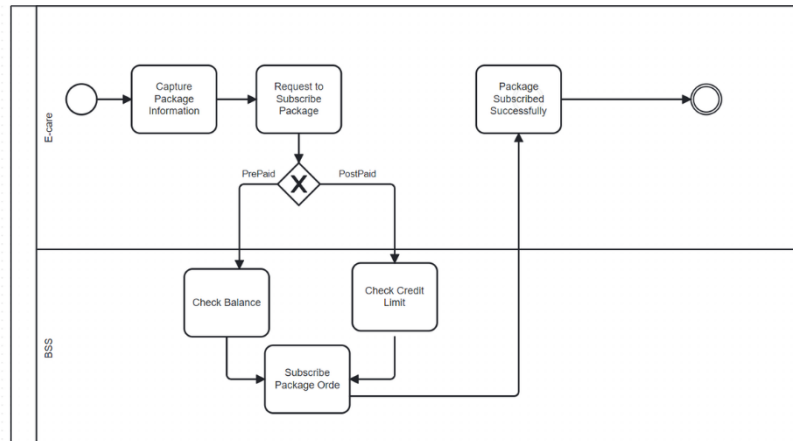 E-care
Capture
Package
Information
Request to
Subscribe
Package
Package
Subscribed
Successfully
PrePaid
X
PostPaid
BSS
Check Balance
Check Credit
Limit
Subscribe
Package Orde